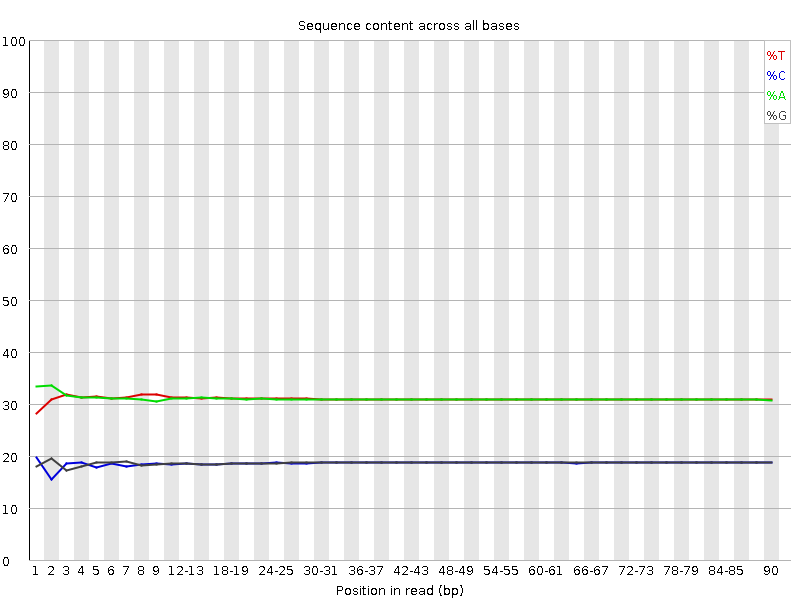 Sequence content across all bases
100
90
80
70
60
50
40
30
20
10
0
%T
%C
%A
%G
1 2 3 4 5 6 7 8 9 12-13 18-19 24-25 30-31 36-37 42-43 48-49 54-55 60-61 66-67 72-73 78-79 84-85 90
Position in read (bp)